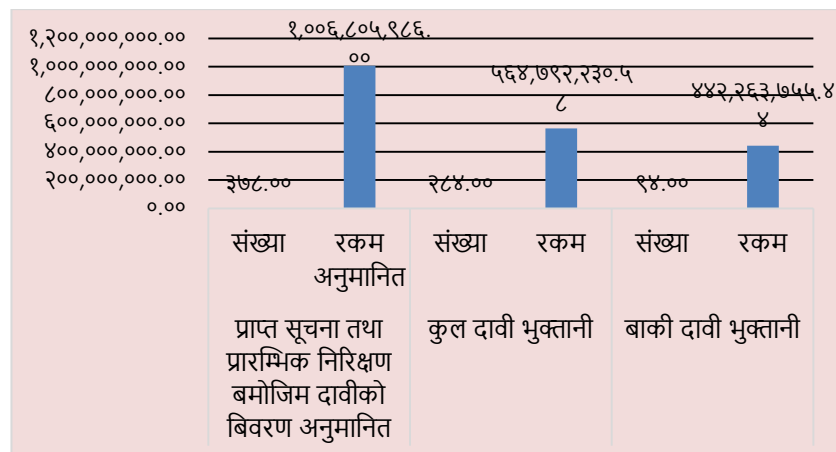 १,२००,०००,०००.००
१,०००,०००,०००.००
८००,०००,०००.००
६००,०००,०००.००
४००,०००,०००.००
२००,०००,०००.००
०.००
३७८.००
१,००६,८०५,९८६.
००
२८४.००
५६४,७९२,२३०.५
८
९४.००
४४२,२६३,७५५.४
४
संख्या
रकम
अनुमानित
संख्या
रकम
संख्या
रकम
प्राप्त सूचना तथा
प्रारम्भिक निरिक्षण
बमोजिम दावीको
बिवरण अनुमानित
कुल दावी भुक्तानी
बाकी दावी भुक्तानी